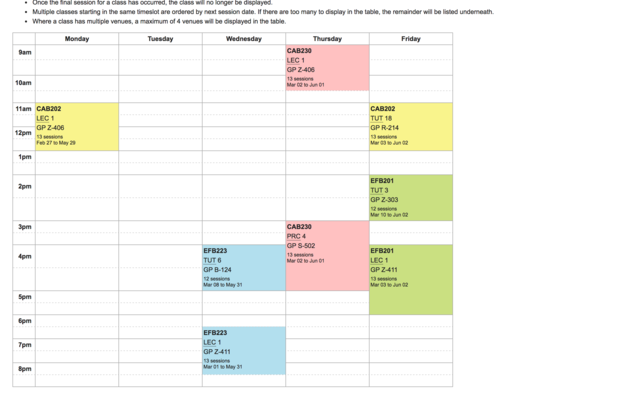 • Once the final session for a class has occurred, the class will no longer be displayed.
• Multiple classes starting in the same timeslot are ordered by next session date. If there are too many to display in the table, the remainder will be listed underneath.
• Where a class has multiple venues, a maximum of 4 venues will be displayed in the table.
Monday Tuesday Wednesday Thursday Friday
9am
CAB230
LEC 1
GP Z-406
13 sessions
Mar 02 to Jun 01
10am
11am
CAB202
LEC 1
GP Z-406
13 sessions
Feb 27 to May 29
CAB202
TUT 18
GP R-214
13 sessions
Mar 03 to Jun 02
12pm
1pm
2pm
EFB201
TUT 3
GP Z-303
12 sessions
Mar 10 to Jun 02
3pm
CAB230
PRC 4
GP S-502
13 sessions
Mar 02 to Jun 01
4pm
EFB223
TUT 6
GP B-124
12 sessions
Mar 08 to May 31
EFB201
LEC 1
GP Z-411
13 sessions
Mar 03 to Jun 02
5pm
6pm
EFB223
LEC 1
GP Z-411
13 sessions
Mar 01 to May 31
7pm
8pm